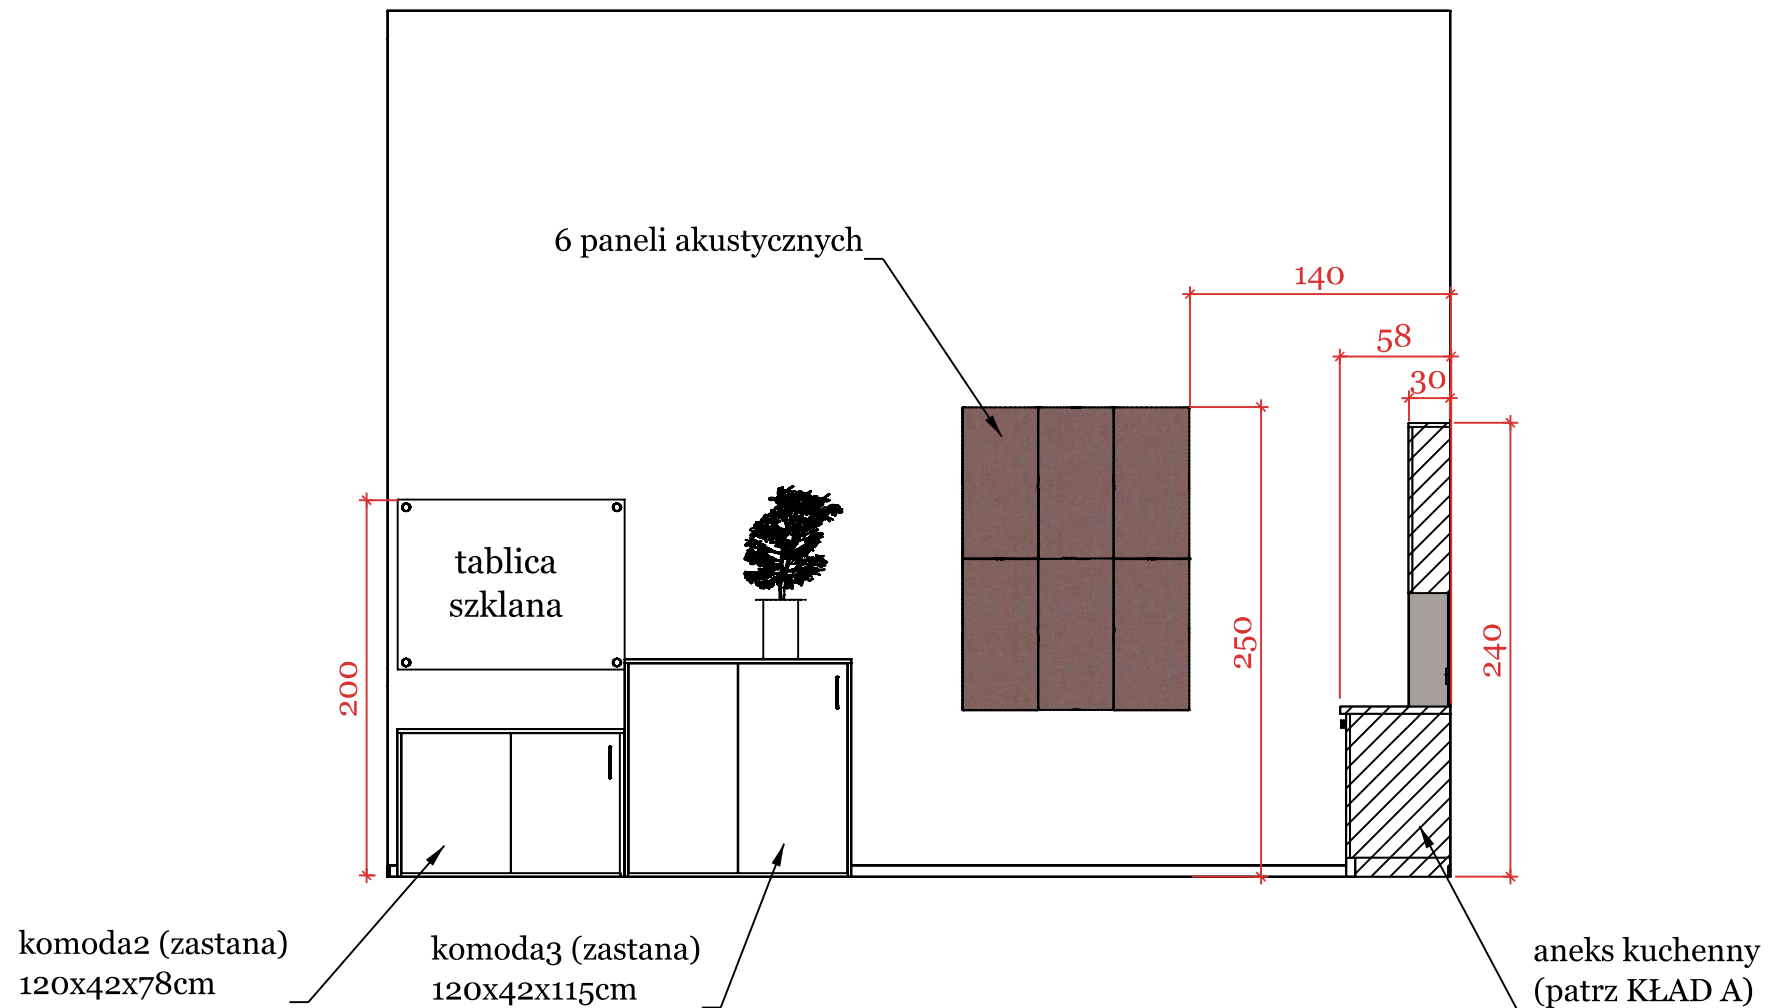 6 paneli akustycznych
140
58
30
tablica
szklana
200
250
240
komoda2 (zastana)
120x42x78cm
komoda3 (zastana)
120x42x115cm
aneks kuchenny
(patrz KŁAD A)